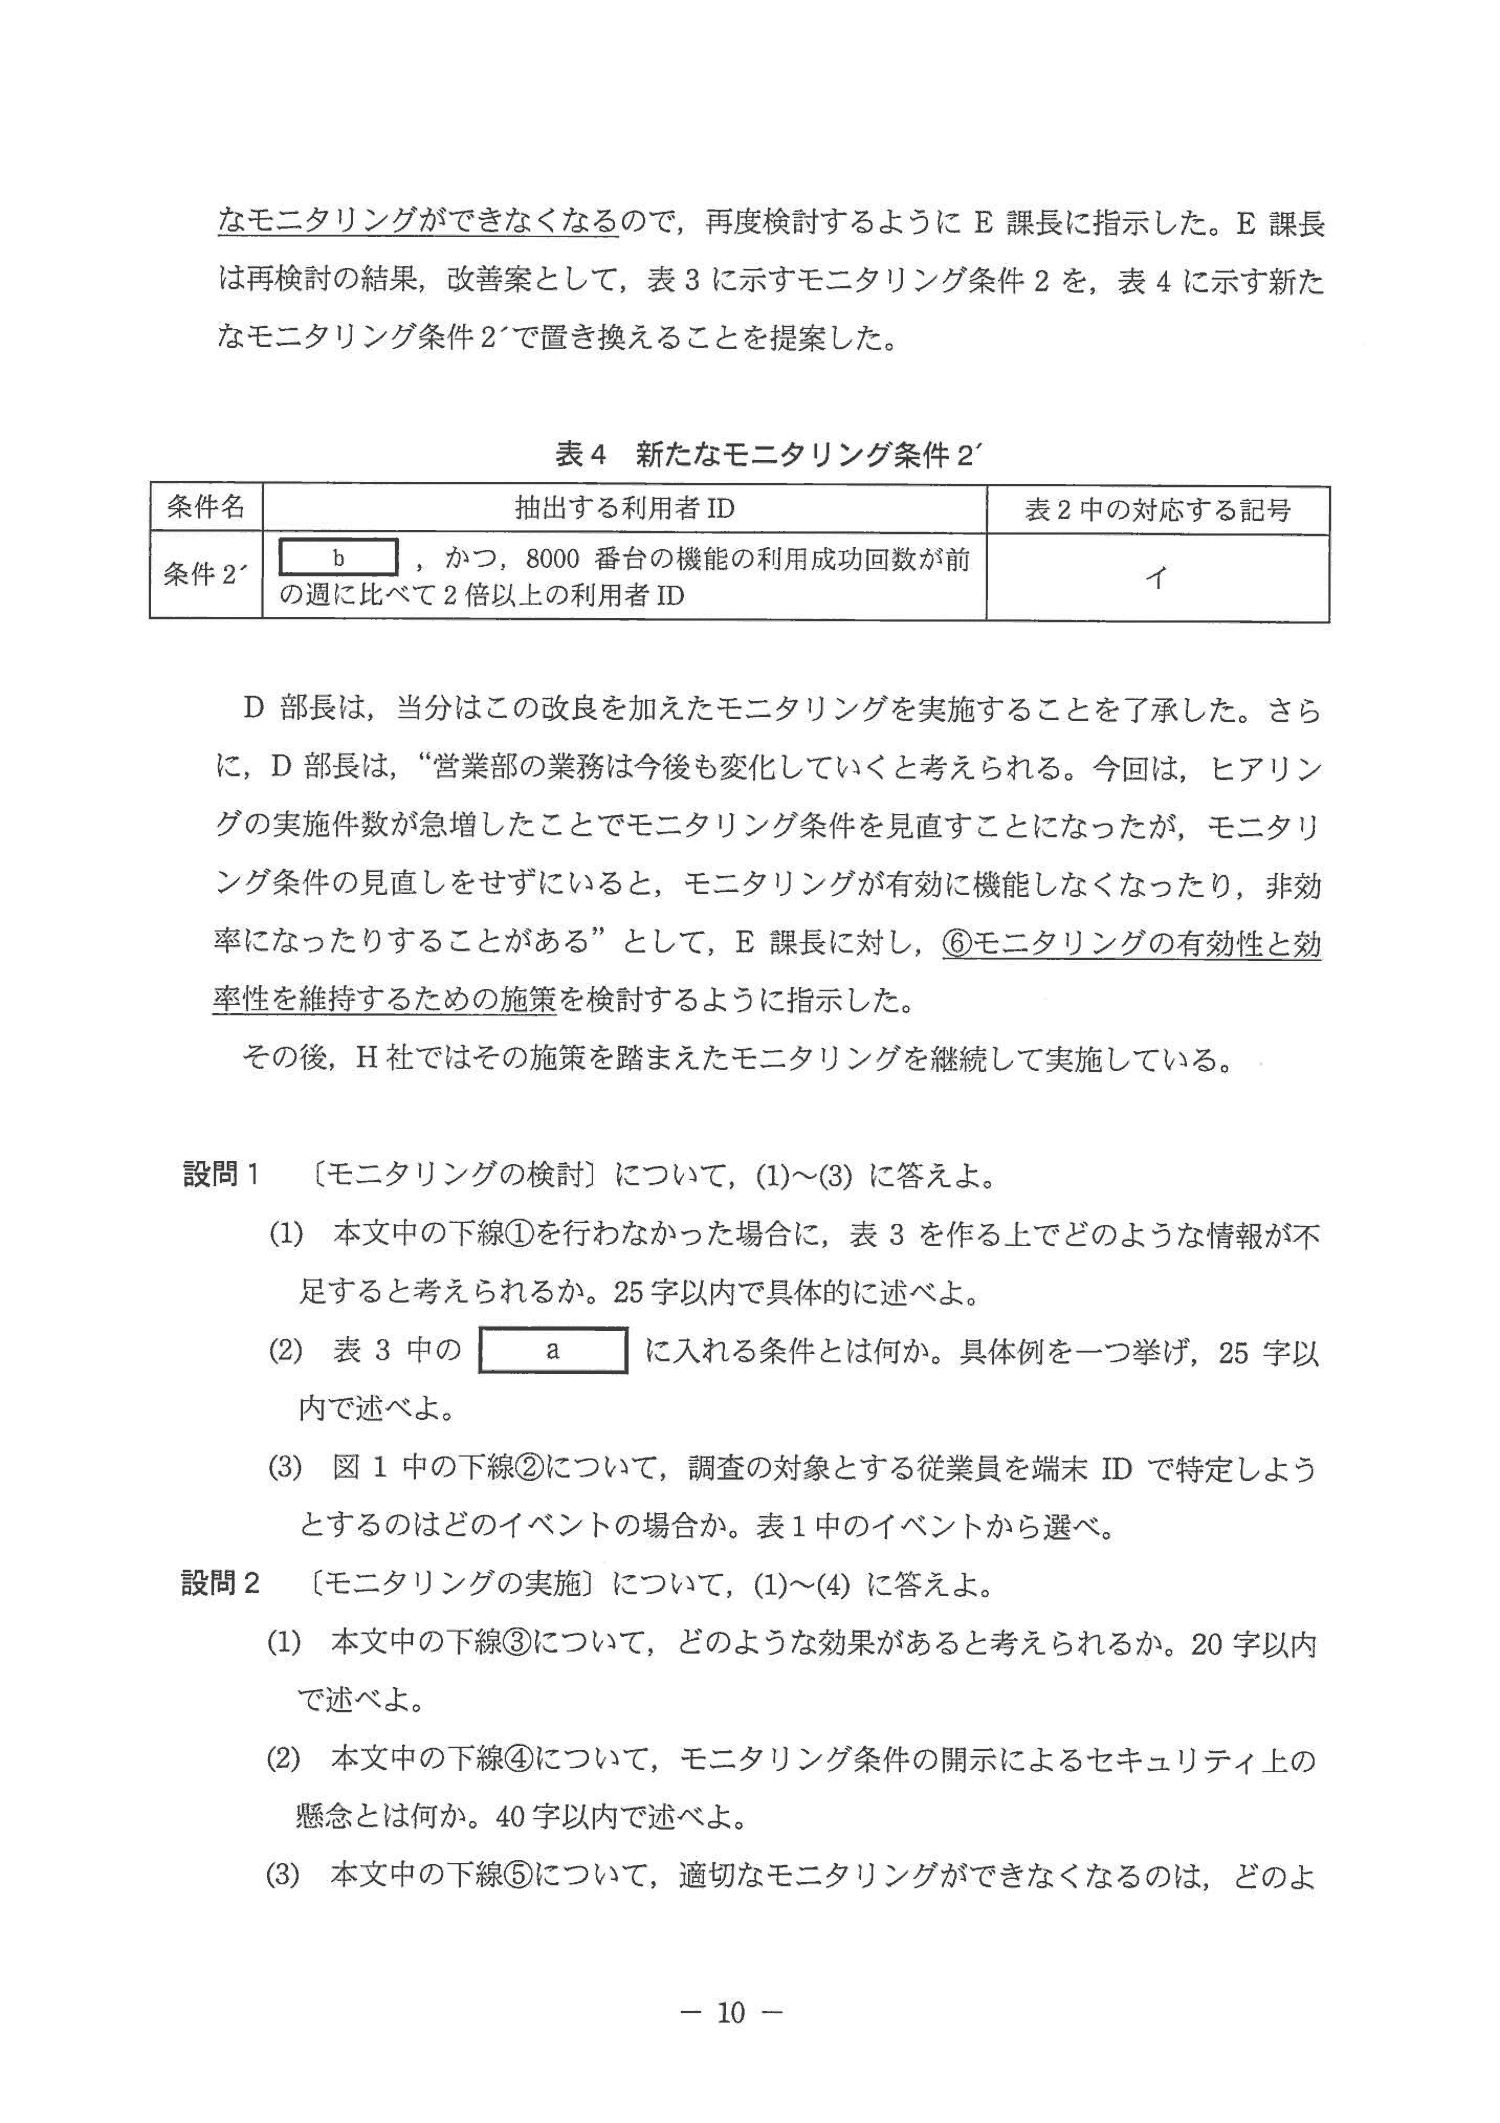 なモニタリングができなくなるので，再度検討するように E 課長に指示した。E 課長
は再検討の結果，改善案として，表 3 に示すモニタリング条件 2 を，表 4 に示す新た
なモニタリング条件 2´で置き換えることを提案した。
表 4　新たなモニタリング条件 2´
条件名　抽出する利用者 ID　表 2 中の対応する記号
条件 2´　b ，かつ，8000 番台の機能の利用成功回数が前
の週に比べて 2 倍以上の利用者 ID　イ
D 部長は，当分はこの改良を加えたモニタリングを実施することを了承した。さら
に，D 部長は，“営業部の業務は今後も変化していくと考えられる。今回は，ヒアリン
グの実施件数が急増したことでモニタリング条件を見直すことになったが，モニタリ
ング条件の見直しをせずにいると，モニタリングが有効に機能しなくなったり，非効
率になったりすることがある” として，E 課長に対し，⑥モニタリングの有効性と効
率性を維持するための施策を検討するように指示した。
その後，H 社ではその施策を踏まえたモニタリングを継続して実施している。
設問 1　〔モニタリングの検討〕について，(1)～(3) に答えよ。
(1)　本文中の下線①を行わなかった場合に，表 3 を作る上でどのような情報が不
足すると考えられるか。25 字以内で具体的に述べよ。
(2)　表 3 中の a に入れる条件とは何か。具体例を一つ挙げ，25 字以
内で述べよ。
(3)　図 1 中の下線②について，調査の対象とする従業員を端末 ID で特定しよう
とするのはどのイベントの場合か。表 1 中のイベントから選べ。
設問 2　〔モニタリングの実施〕について，(1)～(4) に答えよ。
(1)　本文中の下線③について，どのような効果があると考えられるか。20 字以内
で述べよ。
(2)　本文中の下線④について，モニタリング条件の開示によるセキュリティ上の
懸念とは何か。40 字以内で述べよ。
(3)　本文中の下線⑤について，適切なモニタリングができなくなるのは，どのよ
－ 10 －